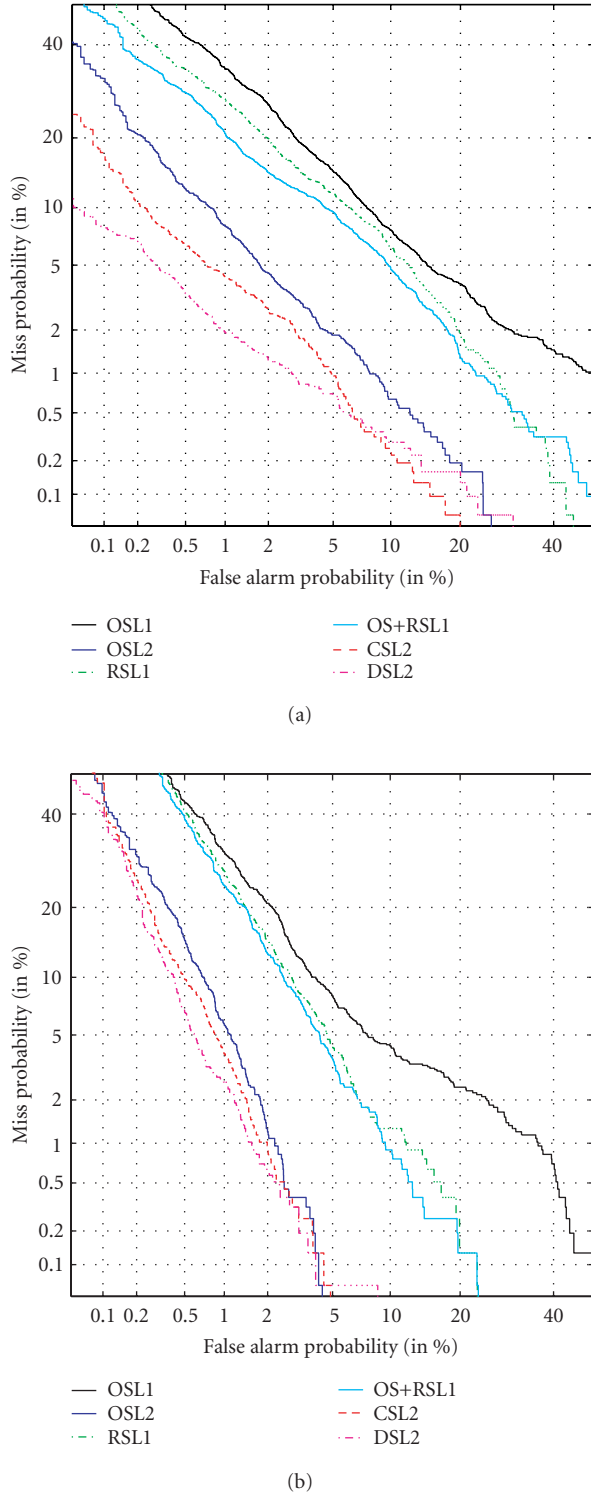 40
20
10
5
2
1
0.5
0.2
0.1
Miss probability (in %)
0.1 0.2 0.5 1 2 5 10 20 40
False alarm probability (in %)
OSL1 OS+RSL1
OSL2 CSL2
RSL1 DSL2
(a)
40
20
10
5
2
1
0.5
0.2
0.1
Miss probability (in %)
0.1 0.2 0.5 1 2 5 10 20 40
False alarm probability (in %)
OSL1 OS+RSL1
OSL2 CSL2
RSL1 DSL2
(b)